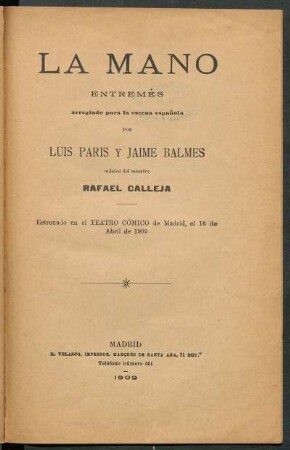 LA MANO
ENTREMÉS
arreglado para la escena española
POR
LUIS PARIS Y JAIME BALMES
música del maestro
RAFAEL CALLEJA
Estrenado en el TEATRO CÓMICO de Madrid, el 16 de
Abril de 1909
MADRID
R. VELASCO, IMPRESOR, MARQUÉS DE SANTA ANA, 11 DUP.º
Teléfono número 551
1909